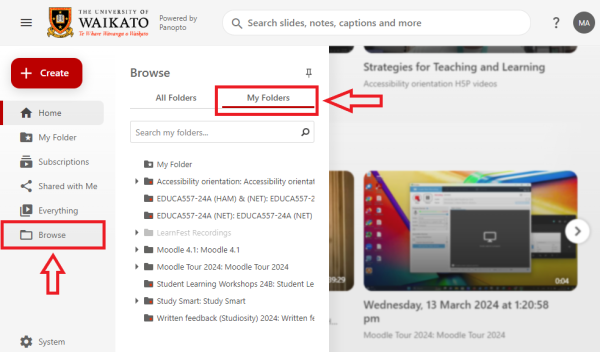 THE UNIVERSITY OF
WAIKATO
Te Whare Wānanga o Waikato
Powered by
Panopto
Search slides, notes, captions and more
?
MA
+ Create
Home
My Folder
Subscriptions
Shared with Me
Everything
Browse
System
Browse
All Folders
My Folders
Search my folders...
My Folder
Accessibility orientation: Accessibility orientat
EDUCA557-24A (HAM) & (NET): EDUCA557-2
EDUCA557-24A (NET): EDUCA557-24A (NET)
LearnFest Recordings
Moodle 4.1: Moodle 4.1
Moodle Tour 2024: Moodle Tour 2024
Student Learning Workshops 24B: Student Le
Study Smart: Study Smart
Written feedback (Studiosity) 2024: Written fe
Strategies for Teaching and Learning
Accessibility orientation HSP videos
39:29
0:04
Wednesday, 13 March 2024 at 1:20:58
pm
Moodle Tour 2024: Moodle Tour 2024